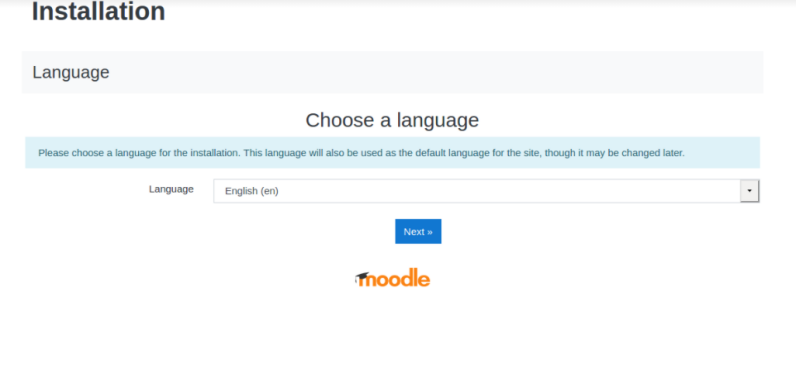 Installation
Language
Choose a language
Please choose a language for the installation. This language will also be used as the default language for the site, though it may be changed later.
Language English (en)
Next »
moodle